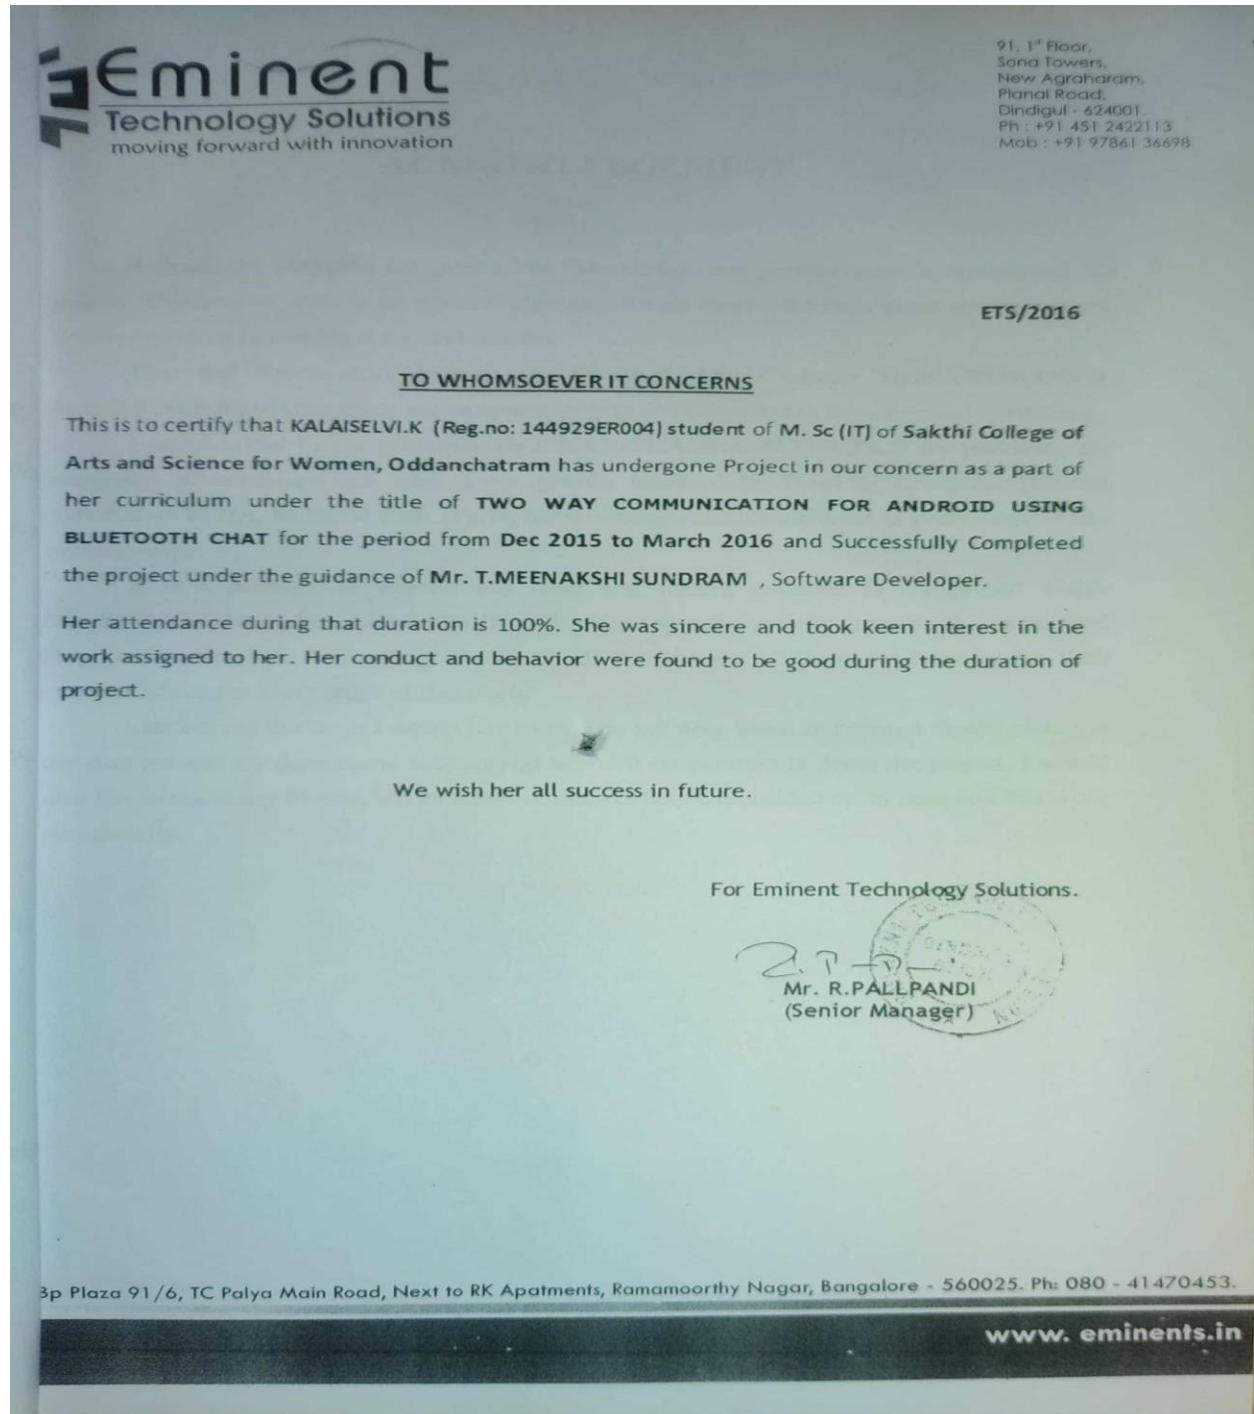 Eminent
Technology Solutions
moving forward with innovation
91, 1st Floor,
Sona Towers,
New Agraharam,
Planai Road,
Dindigul - 624001.
Ph : +91 451 2422113
Mob : +91 97861 36698
ETS/2016
TO WHOMSOEVER IT CONCERNS
This is to certify that KALAISELVI.K (Reg.no: 144929ER004) student of M. Sc (IT) of Sakthi College of
Arts and Science for Women, Oddanchatram has undergone Project in our concern as a part of
her curriculum under the title of TWO WAY COMMUNICATION FOR ANDROID USING
BLUETOOTH CHAT for the period from Dec 2015 to March 2016 and Successfully Completed
the project under the guidance of Mr. T.MEENAKSHI SUNDRAM , Software Developer.
Her attendance during that duration is 100%. She was sincere and took keen interest in the
work assigned to her. Her conduct and behavior were found to be good during the duration of
project.
We wish her all success in future.
For Eminent Technology Solutions.
Mr. R.PALLPANDI
(Senior Manager)
3p Plaza 91/6, TC Palya Main Road, Next to RK Apatments, Ramamoorthy Nagar, Bangalore - 560025. Ph: 080 - 41470453.
www. eminents.in